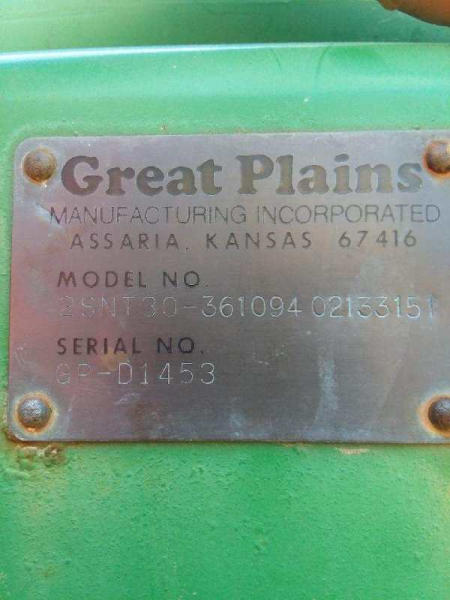 Great Plains
MANUFACTURING INCORPORATED
ASSARIA, KANSAS 67416
MODEL NO.
2SNT30-361094 02133151
SERIAL NO.
GP-D1453